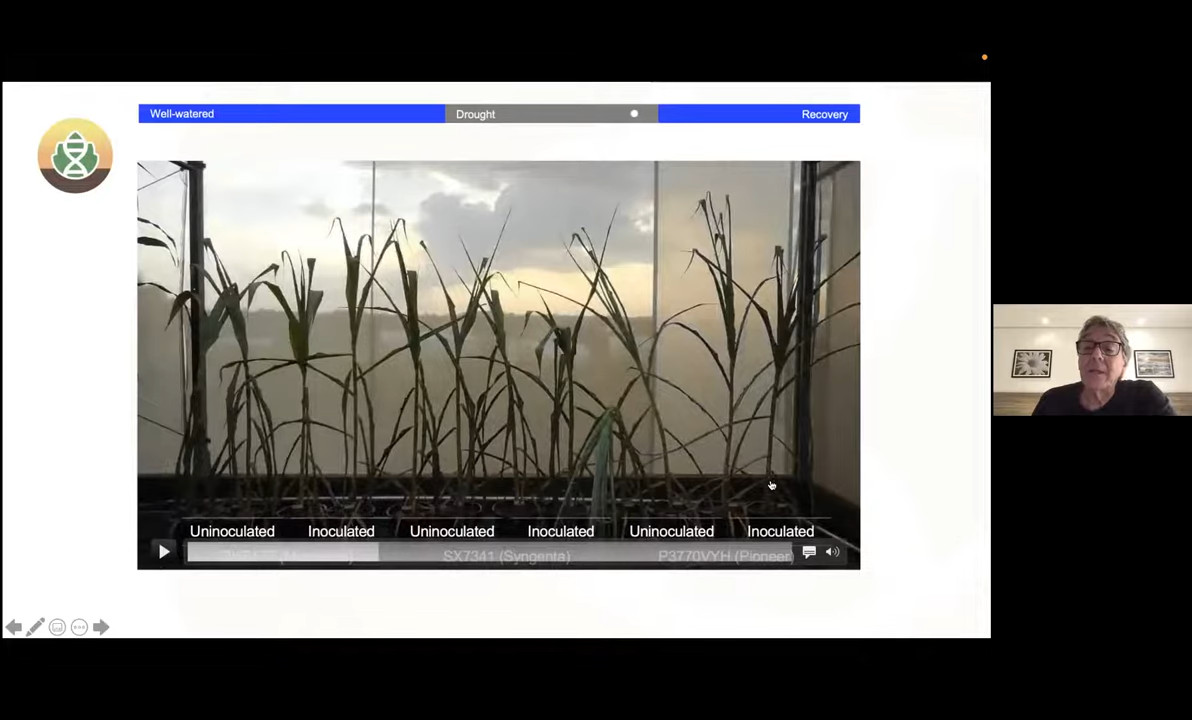 Well-watered Drought Recovery
Uninoculated Inoculated Uninoculated Inoculated Uninoculated Inoculated
SX7341 (Syngenta) P3770VYH (Pioneer)